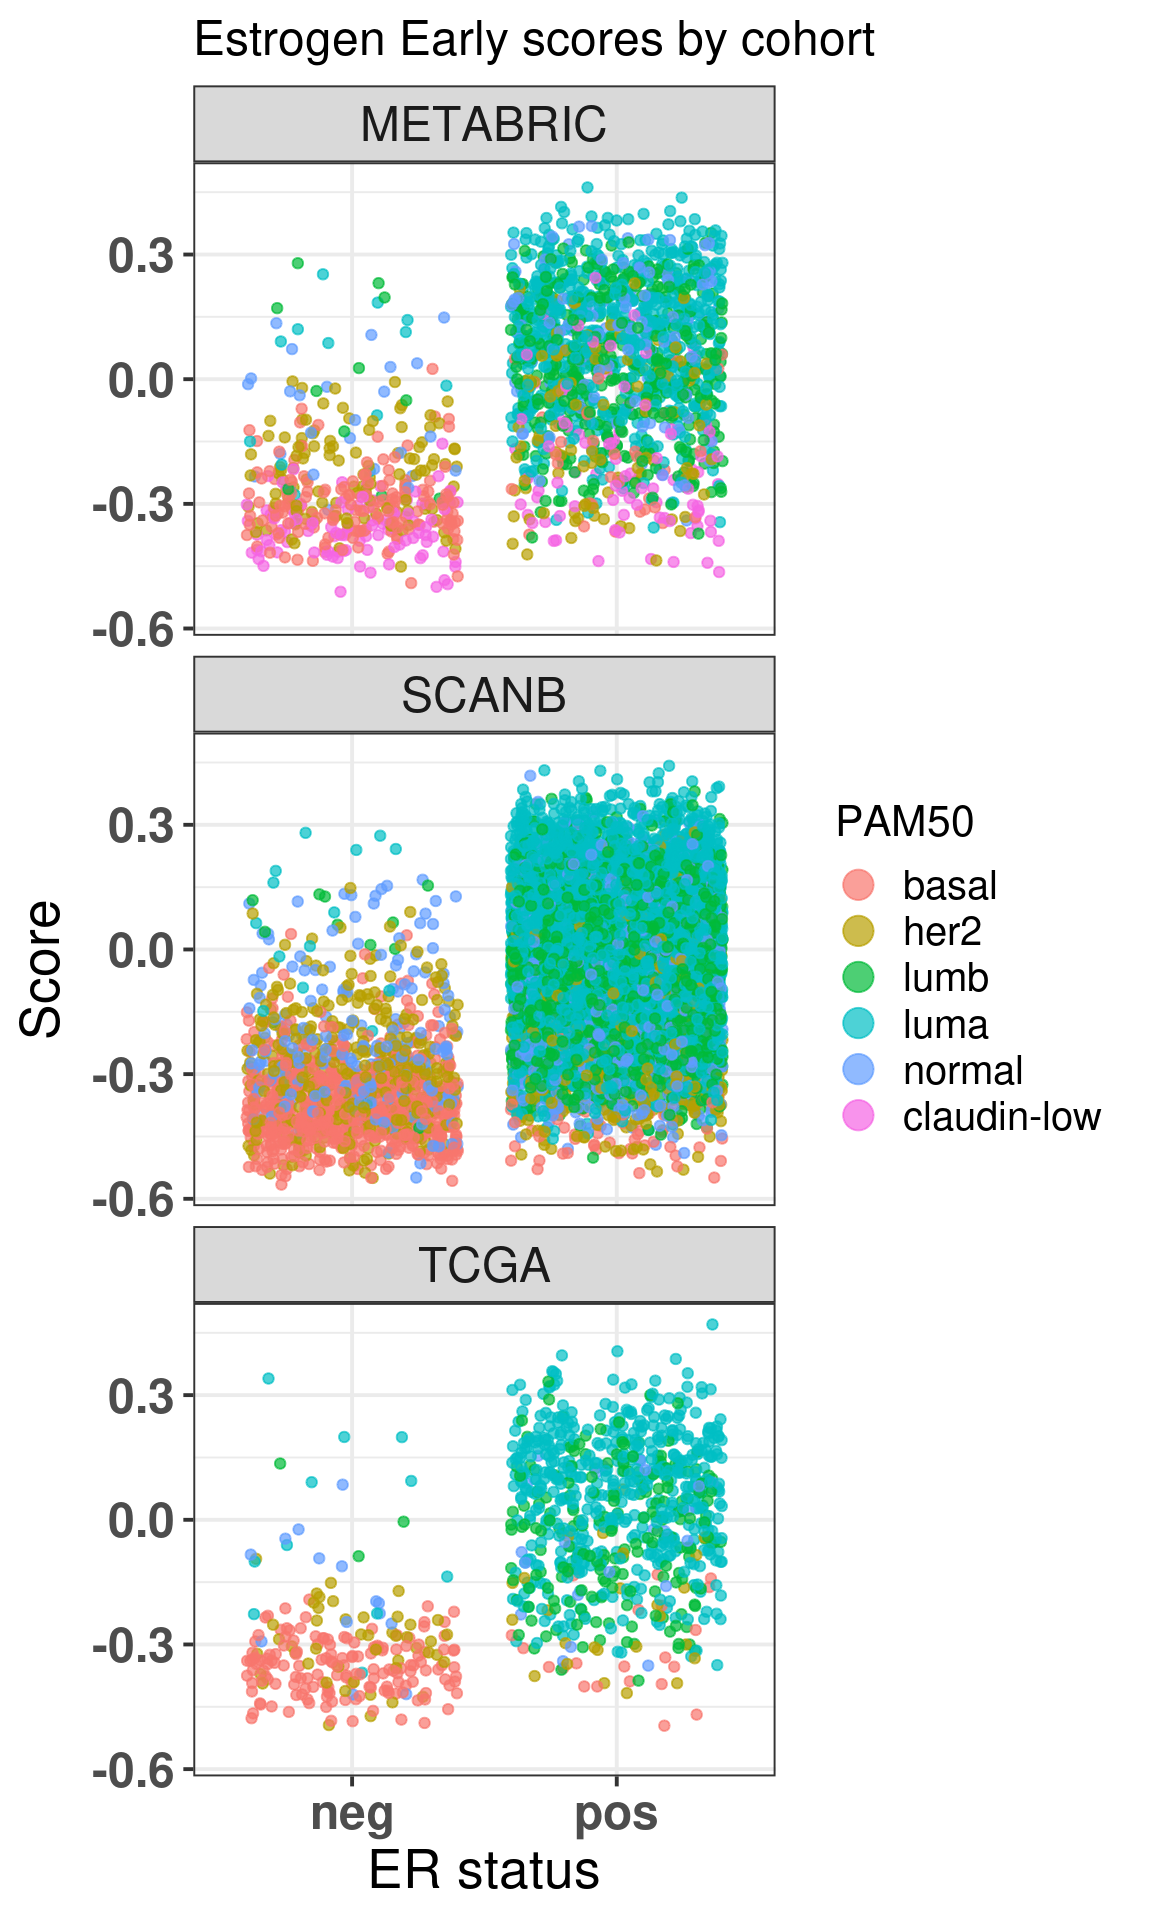 Estrogen Early scores by cohort
METABRIC
0.3
0.0
-0.3
-0.6
SCANB
0.3
0.0
-0.3
-0.6
TCGA
0.3
0.0
-0.3
-0.6
neg pos
ER status
Score
PAM50
basal
her2
lumb
luma
normal
claudin-low